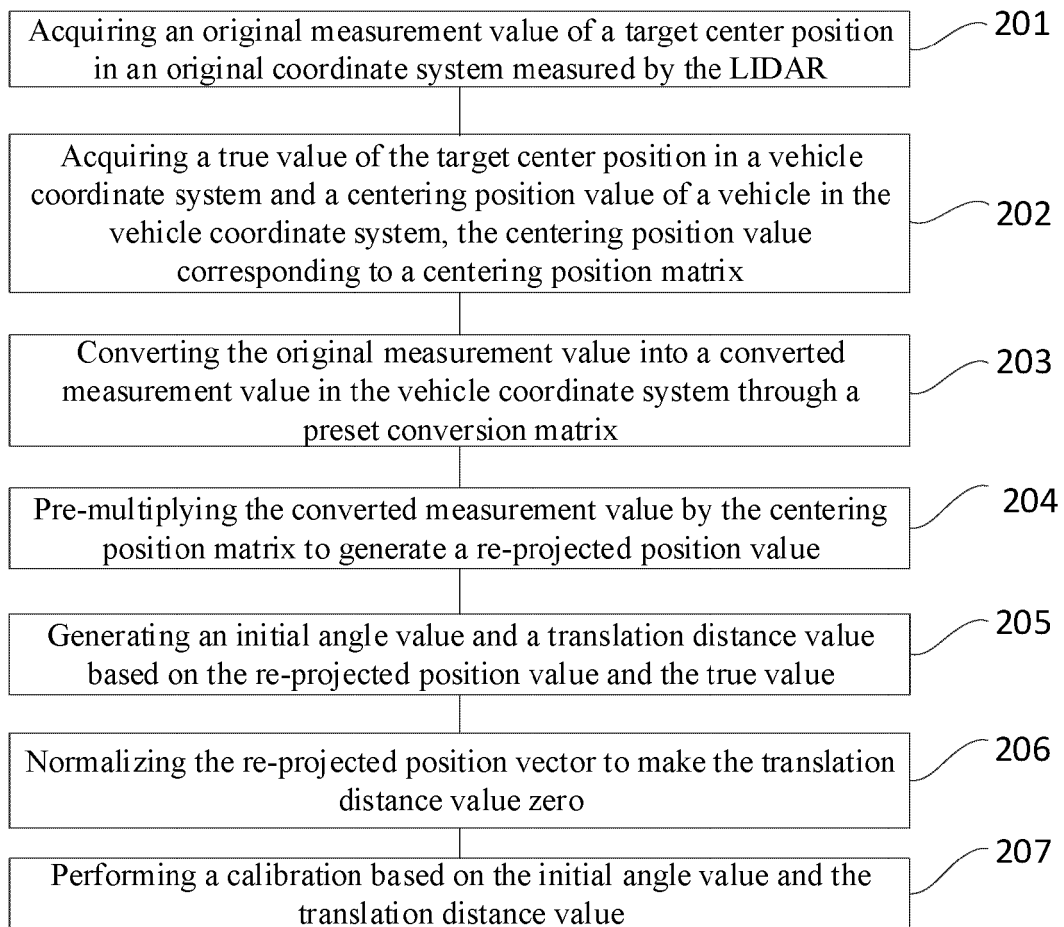 Acquiring an original measurement value of a target center position
in an original coordinate system measured by the LIDAR
201
Acquiring a true value of the target center position in a vehicle
coordinate system and a centering position value of a vehicle in the
vehicle coordinate system, the centering position value
corresponding to a centering position matrix
202
Converting the original measurement value into a converted
measurement value in the vehicle coordinate system through a
preset conversion matrix
203
Pre-multiplying the converted measurement value by the centering
position matrix to generate a re-projected position value
204
Generating an initial angle value and a translation distance value
based on the re-projected position value and the true value
205
Normalizing the re-projected position vector to make the translation
distance value zero
206
Performing a calibration based on the initial angle value and the
translation distance value
207